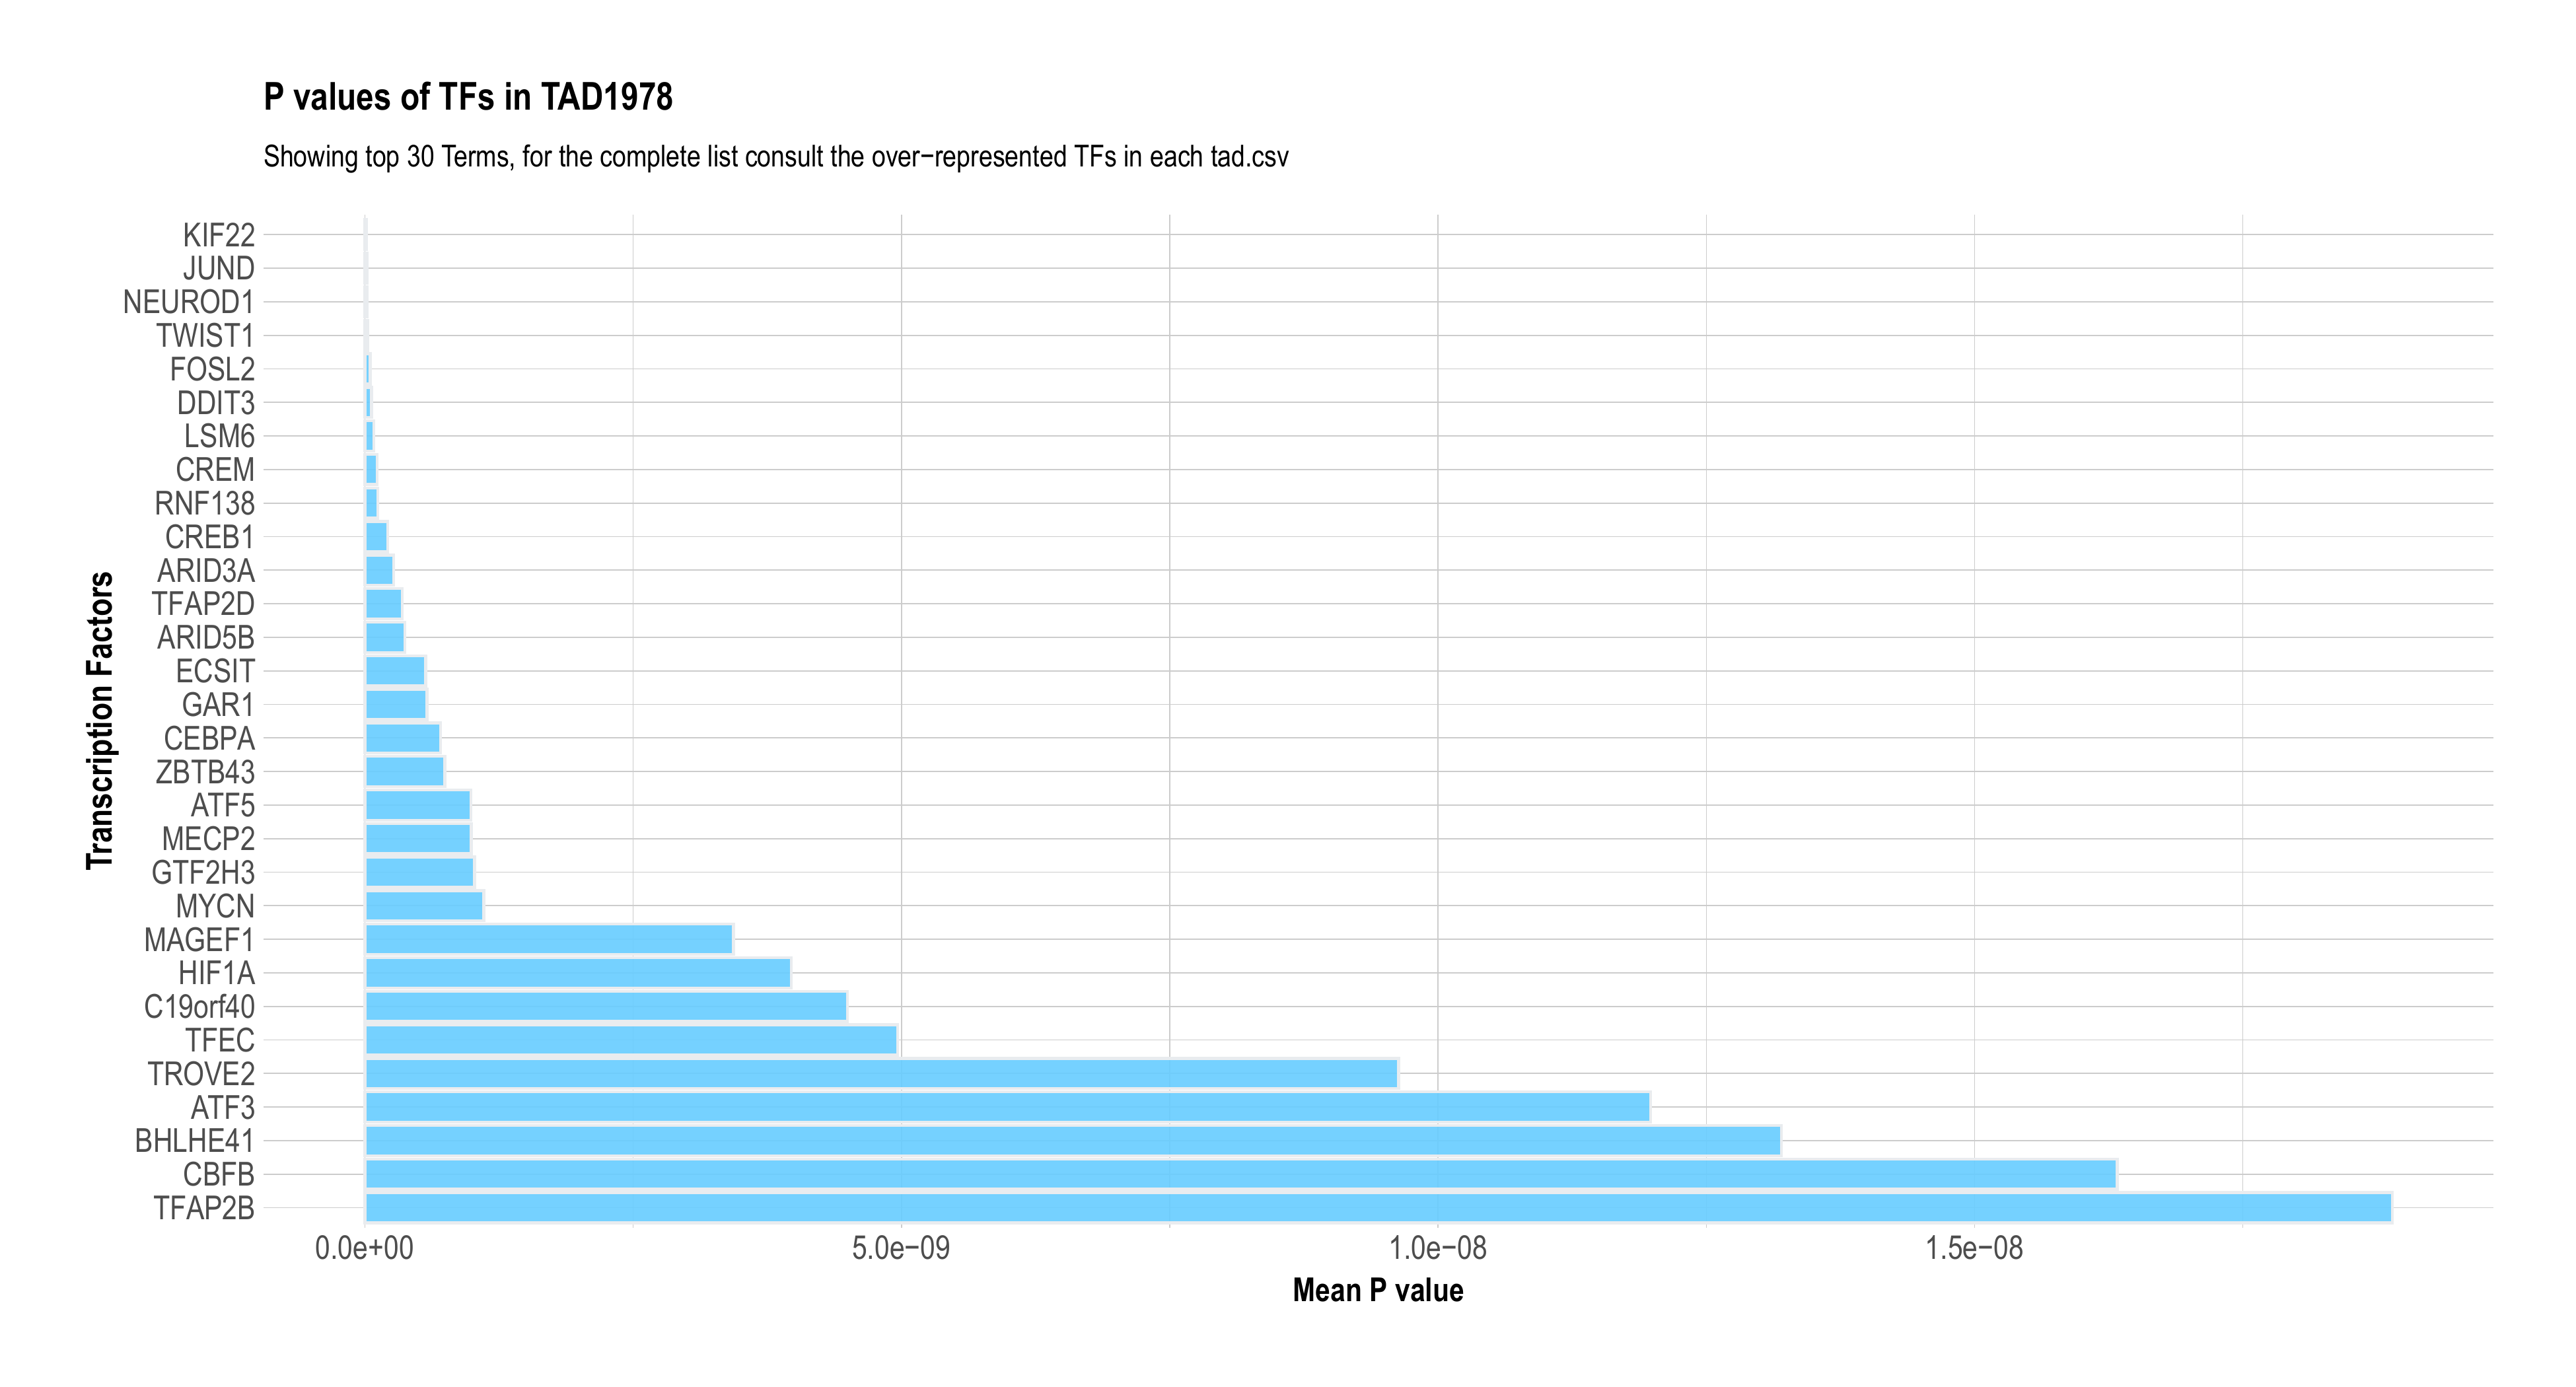 P values of TFs in TAD1978
Showing top 30 Terms, for the complete list consult the over−represented TFs in each tad.csv
Transcription Factors
KIF22
JUND
NEUROD1
TWIST1
FOSL2
DDIT3
LSM6
CREM
RNF138
CREB1
ARID3A
TFAP2D
ARID5B
ECSIT
GAR1
CEBPA
ZBTB43
ATF5
MECP2
GTF2H3
MYCN
MAGEF1
HIF1A
C19orf40
TFEC
TROVE2
ATF3
BHLHE41
CBFB
TFAP2B
0.0e+00 5.0e−09 1.0e−08 1.5e−08
Mean P value